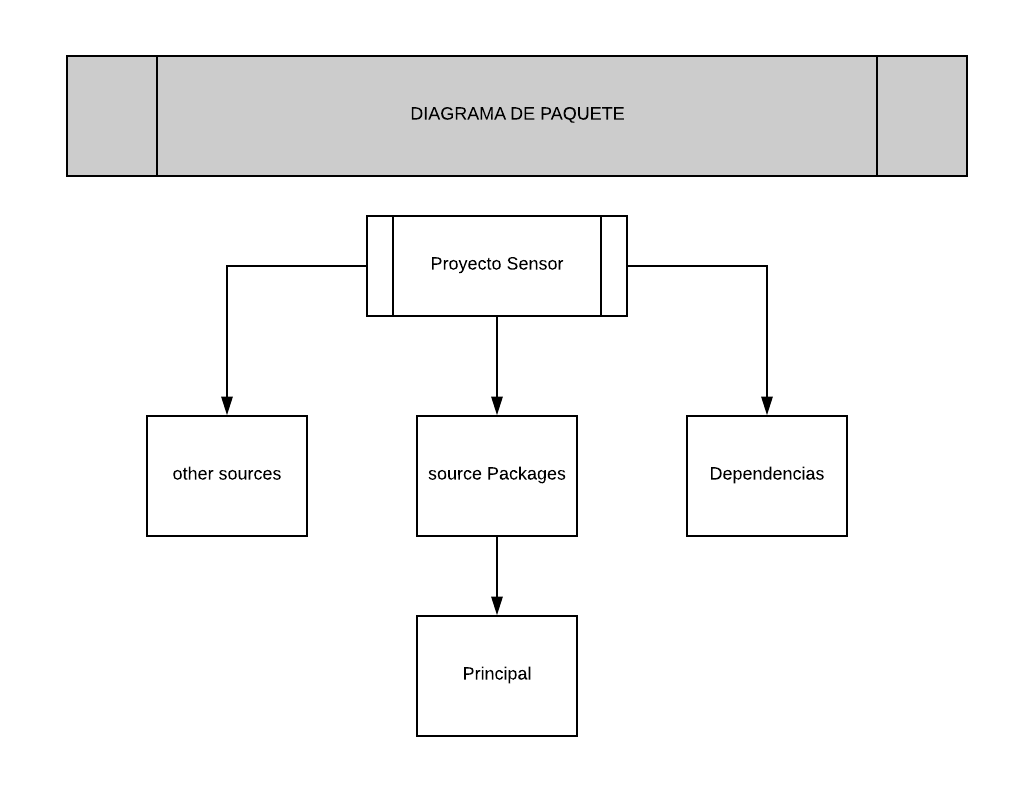 DIAGRAMA DE PAQUETE
Proyecto Sensor
other sources
source Packages
Dependencias
Principal